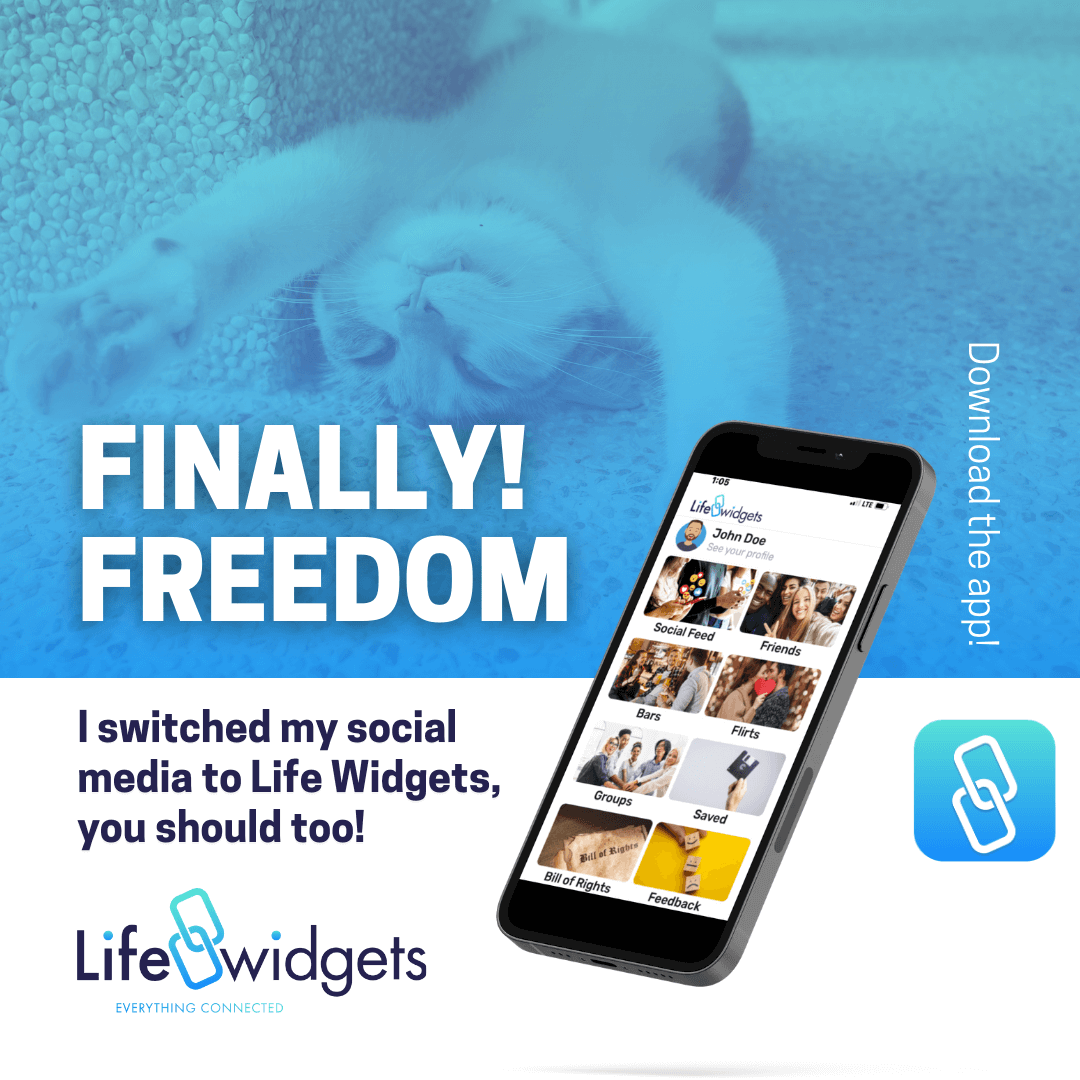 FINALLY!
FREEDOM
Download the app!
I switched my social
media to Life Widgets,
you should too!
Lifewidgets
EVERYTHING CONNECTED
1:05
LTE
Lifewidgets
John Doe
See your profile
Social Feed
Friends
Bars
Flirts
Groups
Saved
Bill of Rights
Bill of Rights
Feedback